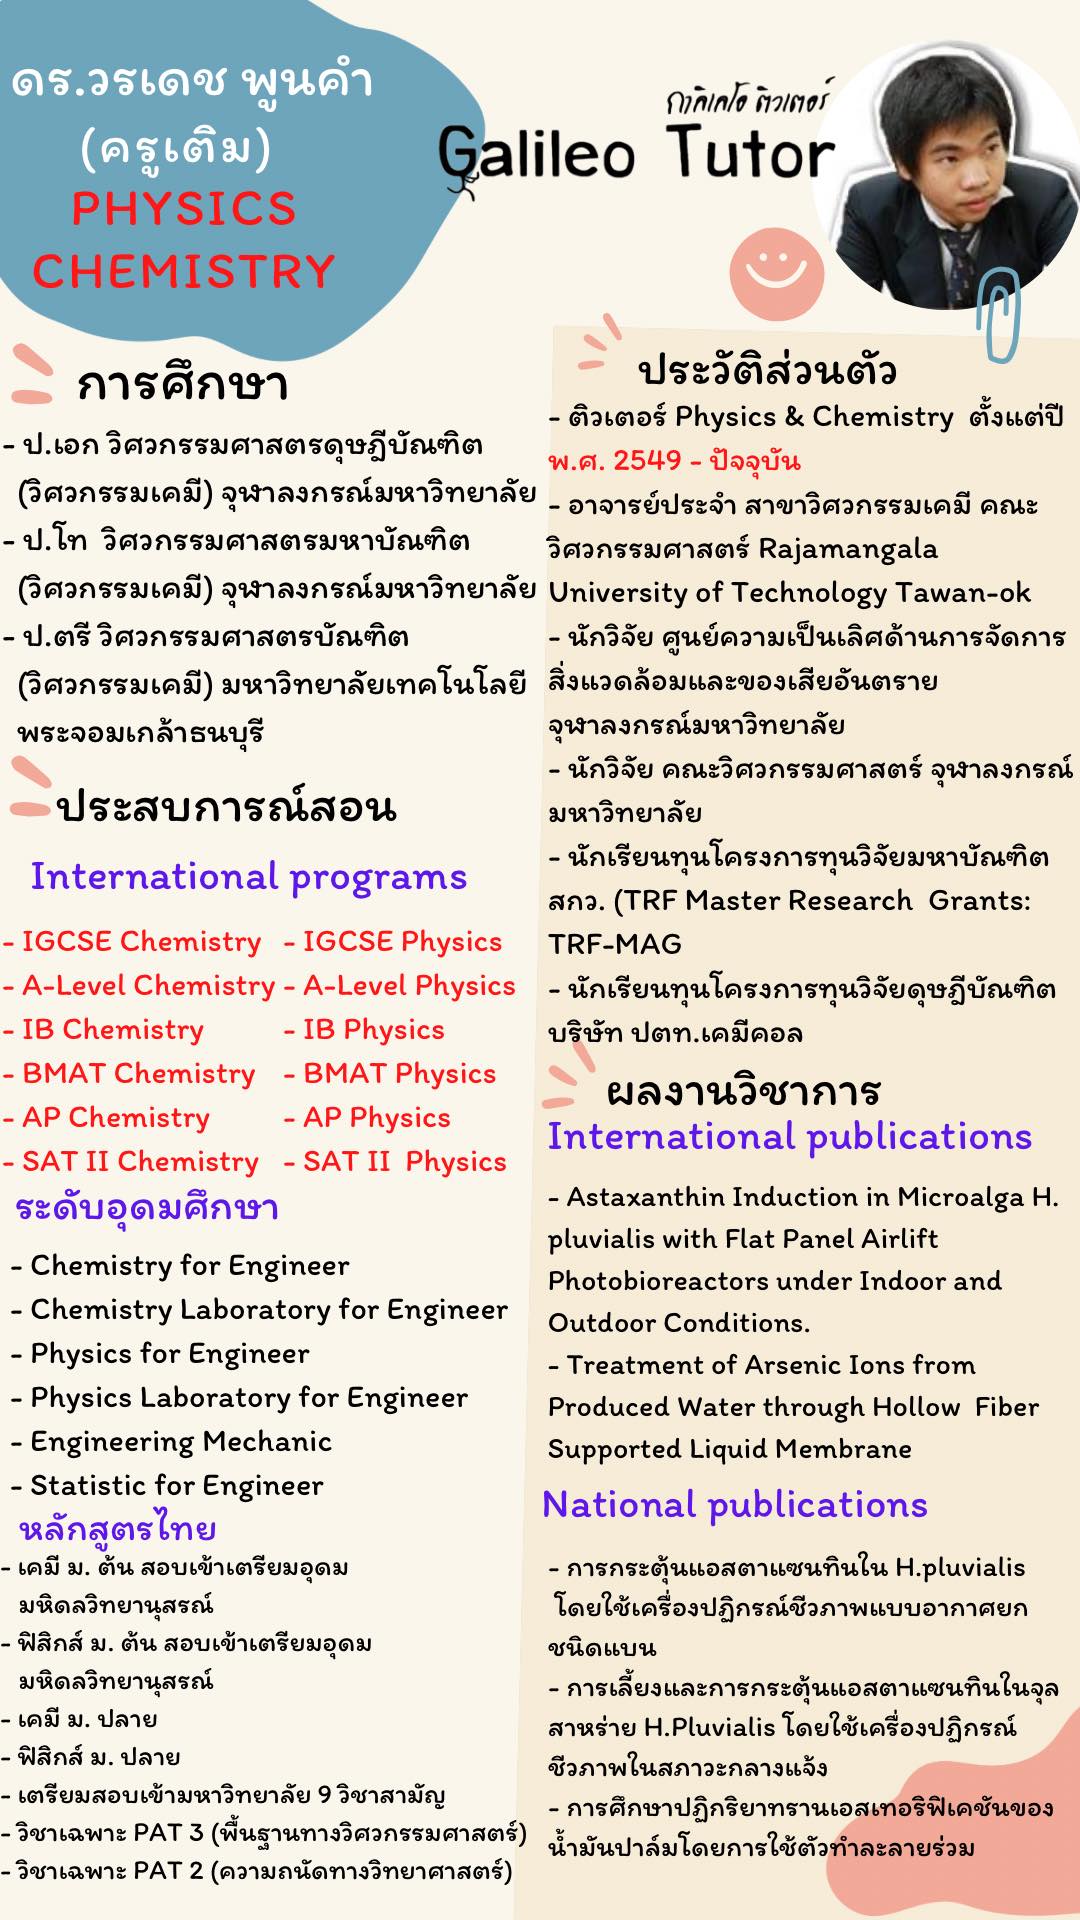 ดร.วรเดช พูนคำ
(ครูเติม)
PHYSICS
CHEMISTRY
กาลิเลโอ ติวเตอร์
Galileo Tutor
การศึกษา
- ป.เอก วิศวกรรมศาสตรดุษฎีบัณฑิต
(วิศวกรรมเคมี) จุฬาลงกรณ์มหาวิทยาลัย
- ป.โท วิศวกรรมศาสตรมหาบัณฑิต
(วิศวกรรมเคมี) จุฬาลงกรณ์มหาวิทยาลัย
- ป.ตรี วิศวกรรมศาสตรบัณฑิต
(วิศวกรรมเคมี) มหาวิทยาลัยเทคโนโลยี
พระจอมเกล้าธนบุรี
ประสบการณ์สอน
International programs
- IGCSE Chemistry - IGCSE Physics
- A-Level Chemistry - A-Level Physics
- IB Chemistry - IB Physics
- BMAT Chemistry - BMAT Physics
- AP Chemistry - AP Physics
- SAT II Chemistry - SAT II Physics
ระดับอุดมศึกษา
- Chemistry for Engineer
- Chemistry Laboratory for Engineer
- Physics for Engineer
- Physics Laboratory for Engineer
- Engineering Mechanic
- Statistic for Engineer
หลักสูตรไทย
- เคมี ม. ต้น สอบเข้าเตรียมอุดม
มหิดลวิทยานุสรณ์
- ฟิสิกส์ ม. ต้น สอบเข้าเตรียมอุดม
มหิดลวิทยานุสรณ์
- เคมี ม. ปลาย
- ฟิสิกส์ ม. ปลาย
- เตรียมสอบเข้ามหาวิทยาลัย 9 วิชาสามัญ
- วิชาเฉพาะ PAT 3 (พื้นฐานทางวิศวกรรมศาสตร์)
- วิชาเฉพาะ PAT 2 (ความถนัดทางวิทยาศาสตร์)
ประวัติส่วนตัว
- ติวเตอร์ Physics & Chemistry ตั้งแต่ปี
พ.ศ. 2549 - ปัจจุบัน
- อาจารย์ประจำ สาขาวิศวกรรมเคมี คณะ
วิศวกรรมศาสตร์ Rajamangala
University of Technology Tawan-ok
- นักวิจัย ศูนย์ความเป็นเลิศด้านการจัดการ
สิ่งแวดล้อมและของเสียอันตราย
จุฬาลงกรณ์มหาวิทยาลัย
- นักวิจัย คณะวิศวกรรมศาสตร์ จุฬาลงกรณ์
มหาวิทยาลัย
- นักเรียนทุนโครงการทุนวิจัยมหาบัณฑิต
สกว. (TRF Master Research Grants:
TRF-MAG
- นักเรียนทุนโครงการทุนวิจัยดุษฎีบัณฑิต
บริษัท ปตท.เคมีคอล
ผลงานวิชาการ
International publications
- Astaxanthin Induction in Microalga H.
pluvialis with Flat Panel Airlift
Photobioreactors under Indoor and
Outdoor Conditions.
- Treatment of Arsenic Ions from
Produced Water through Hollow Fiber
Supported Liquid Membrane
National publications
- การกระตุ้นแอสตาแซนทินใน H.pluvialis
โดยใช้เครื่องปฏิกรณ์ชีวภาพแบบอากาศยก
ชนิดแบน
- การเลี้ยงและการกระตุ้นแอสตาแซนทินในจุล
สาหร่าย H.Pluvialis โดยใช้เครื่องปฏิกรณ์
ชีวภาพในสภาวะกลางแจ้ง
- การศึกษาปฏิกริยาทรานเอสเทอริฟิเคชันของ
น้ำมันปาล์มโดยการใช้ตัวทำละลายร่วม